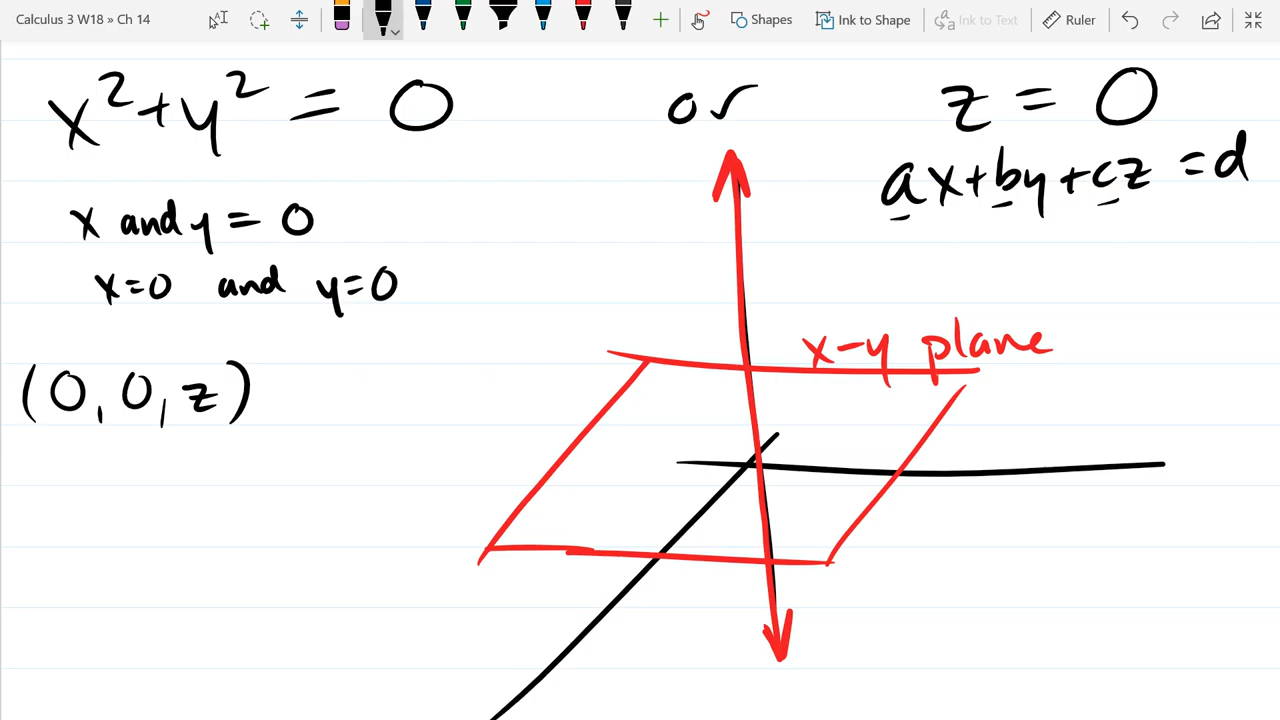 Calculus 3 W18 » Ch 14
Shapes
Ink to Shape
Ink to Text
Ruler
x²+y² = 0 or z = 0
ax+by+cz=d
x and y = 0
x=0 and y=0
x-y plane
(0,0,z)